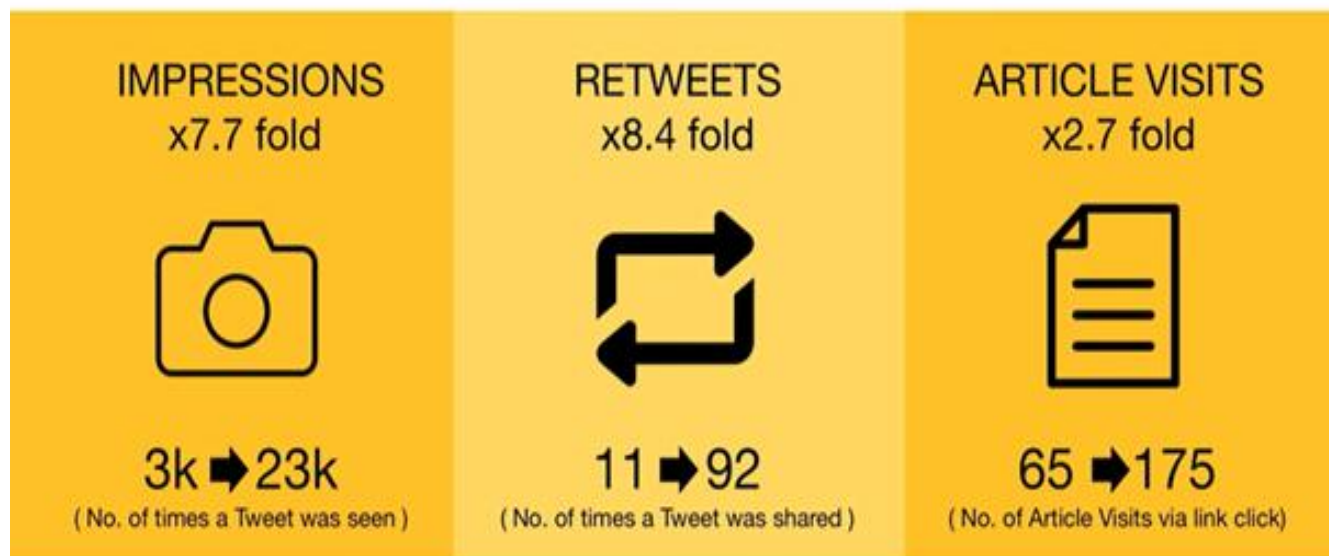 IMPRESSIONS
x7.7 fold
3k ➡ 23k
( No. of times a Tweet was seen )
RETWEETS
x8.4 fold
11 ➡ 92
( No. of times a Tweet was shared )
ARTICLE VISITS
x2.7 fold
65 ➡ 175
( No. of Article Visits via link click)